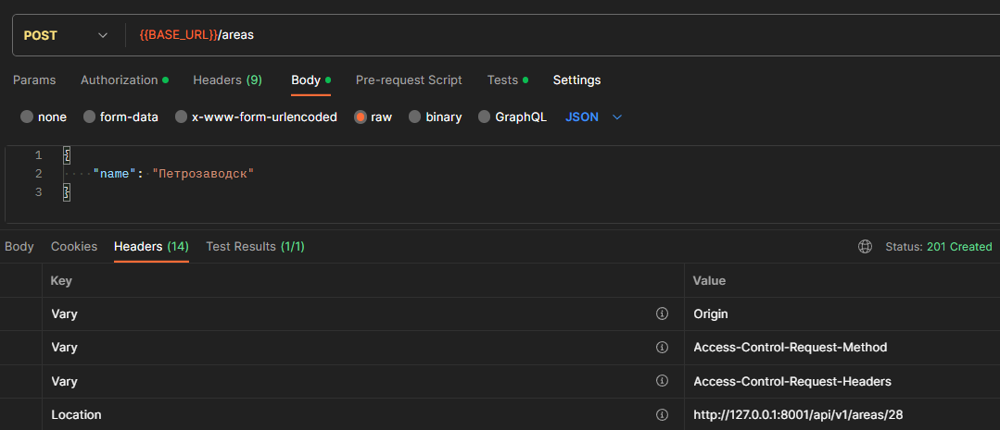 POST {{BASE_URL}}/areas
Params Authorization Headers (9) Body Pre-request Script Tests Settings
none form-data x-www-form-urlencoded raw binary GraphQL JSON
1 {
2 "name": "Петрозаводск"
3 }
Body Cookies Headers (14) Test Results (1/1) Status: 201 Created
Key Value
Vary Origin
Vary Access-Control-Request-Method
Vary Access-Control-Request-Headers
Location http://127.0.0.1:8001/api/v1/areas/28